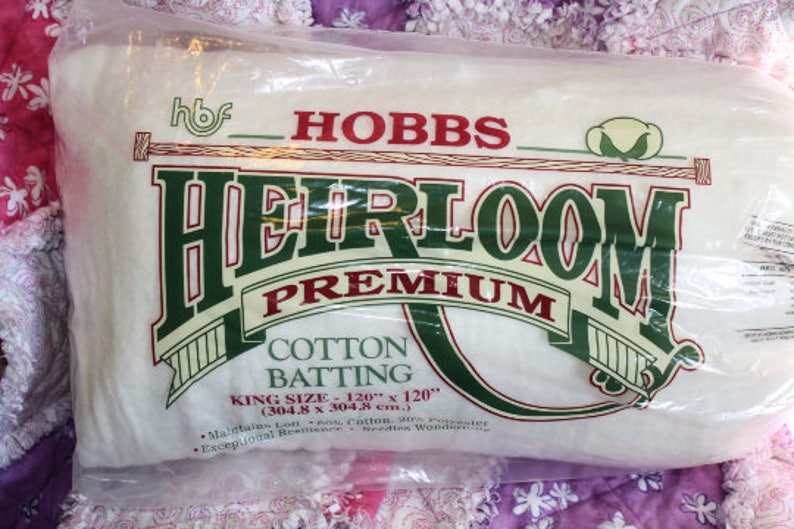 hbf
HOBBS
HEIRLOOM
PREMIUM
COTTON
BATTING
KING SIZE - 120" x 120"
(304.8 x 304.8 cm.)
• Maintains Loft • 80% Cotton, 20% Polyester
• Exceptional Resilience • Needles Wonderfully